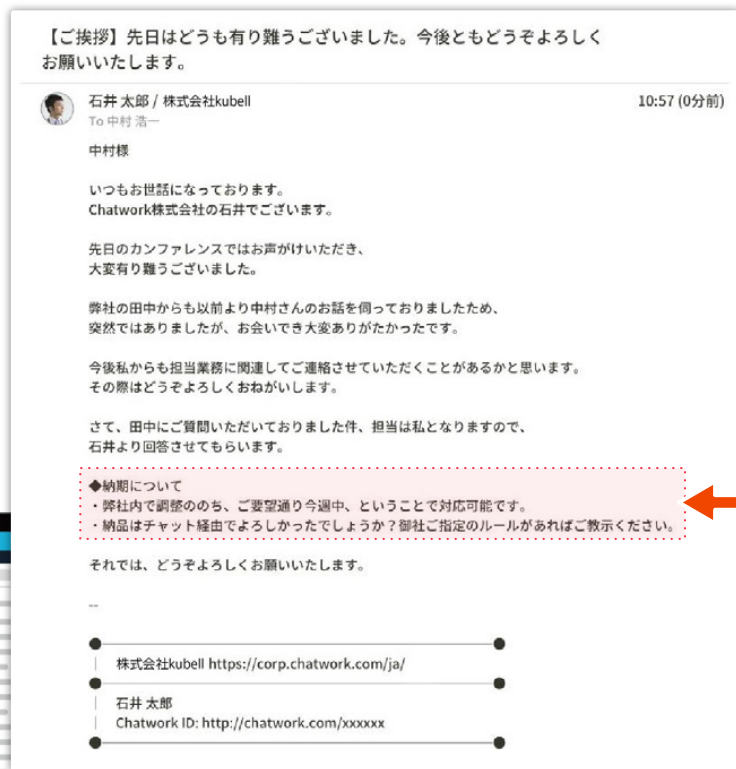 【ご挨拶】先日はどうも有り難うございました。今後ともどうぞよろしく
お願いいたします。
石井 太郎 / 株式会社kubell
10:57 (0分前)
To 中村 浩一
中村様
いつもお世話になっております。
Chatwork株式会社の石井でございます。
先日のカンファレンスではお声がけいただき、
大変有り難うございました。
弊社の田中からも以前より中村さんのお話を伺っておりましたため、
突然ではありましたが、お会いでき大変ありがたかったです。
今後私からも担当業務に関連してご連絡させていただくことがあるかと思います。
その際はどうぞよろしくおねがいします。
さて、田中にご質問いただいておりました件、担当は私となりますので、
石井より回答させてもらいます。
◆納期について
・弊社内で調整ののち、ご要望通り今週中、ということで対応可能です。
・納品はチャット経由でよろしかったでしょうか？御社ご指定のルールがあればご教示ください。
それでは、どうぞよろしくお願いいたします。
--
株式会社kubell https://corp.chatwork.com/ja/
石井 太郎
Chatwork ID: http://chatwork.com/xxxxxx